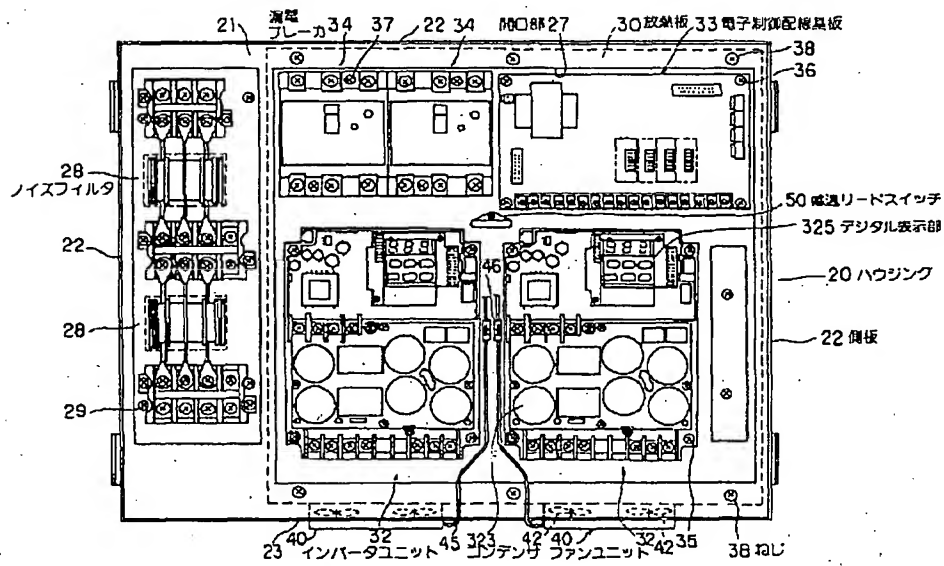 漏電
ブレーカ 34
21
34
37
22
34
開口部 27
30 放熱板
33 電子制御配線基板
38
36
28
ノイズフィルタ
22
28
29
50 感温リードスイッチ
325 デジタル表示部
46
20 ハウジング
22 側板
23
40
32
インバータユニット
45
323
コンデンサ
42
40
ファンユニット
32
42
35
38 ねじ